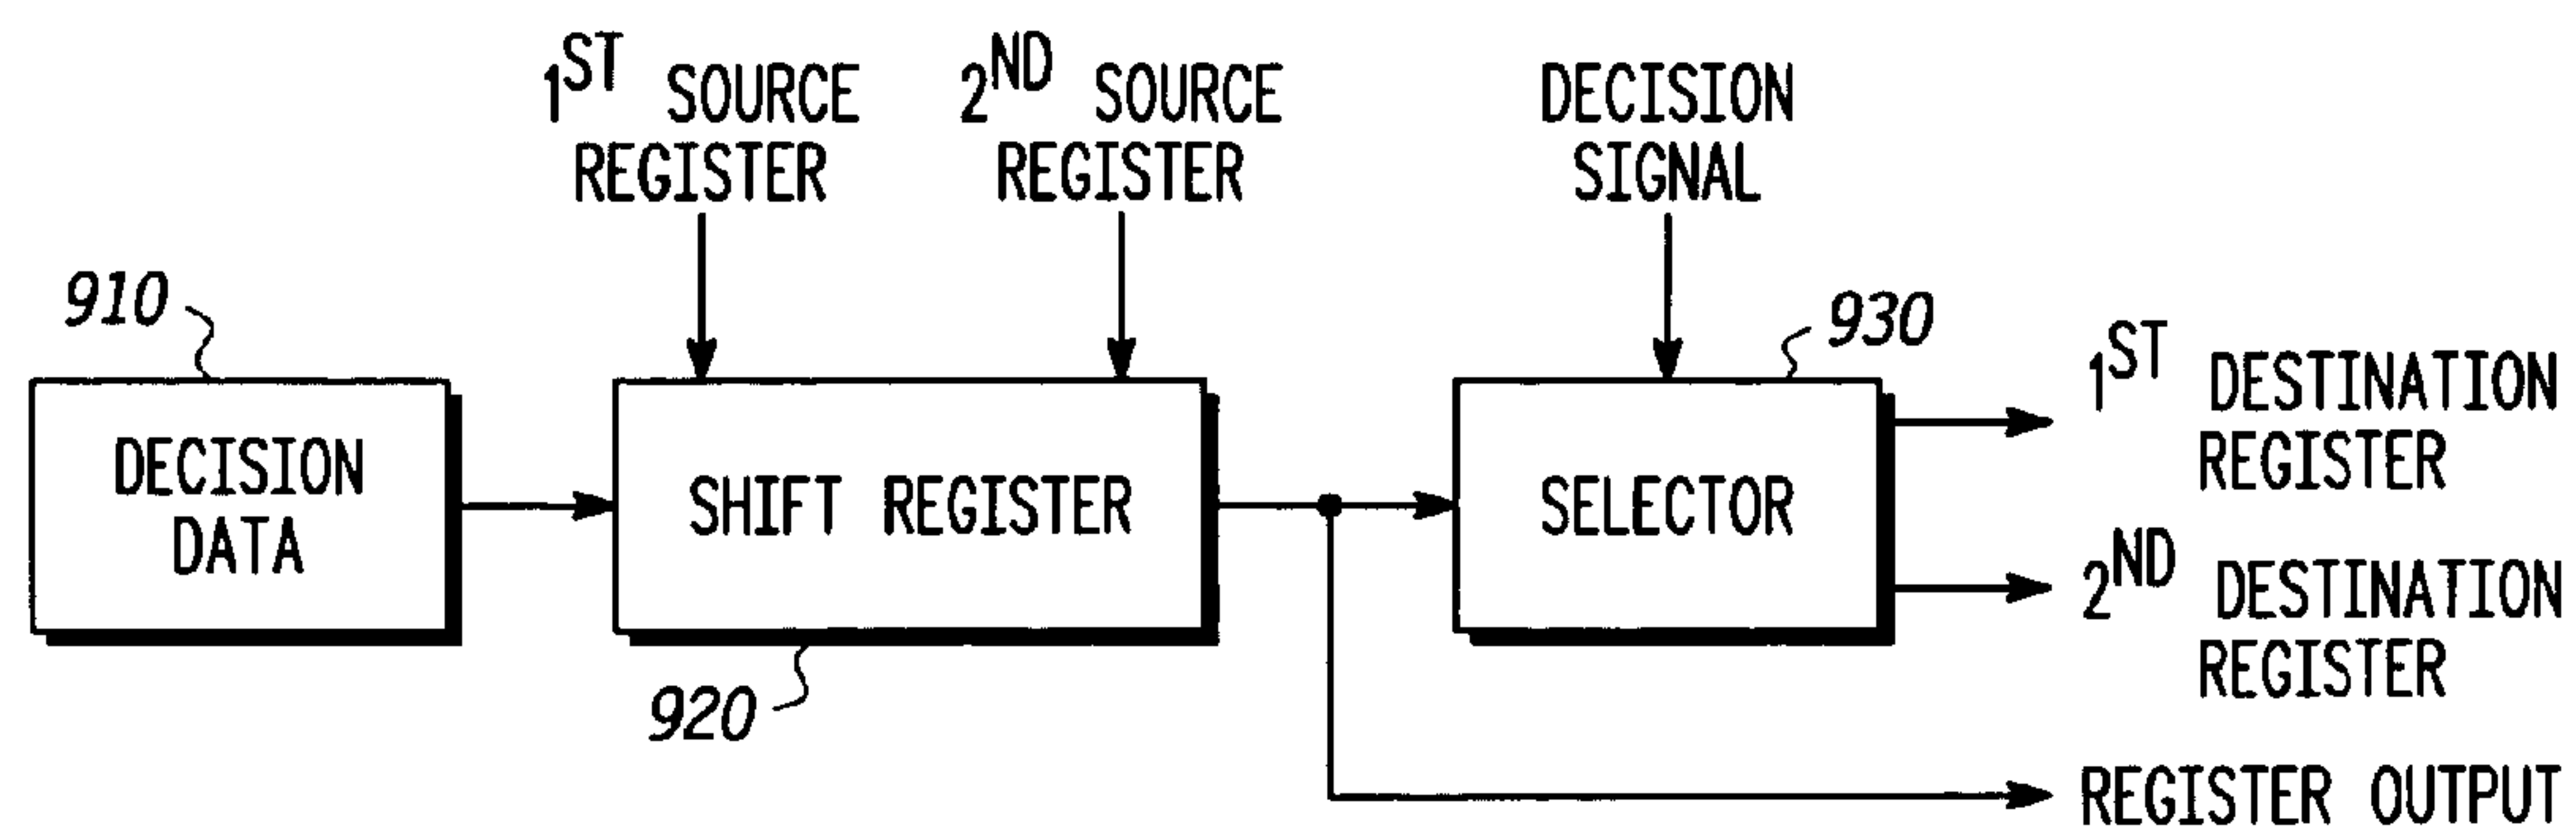 1ST SOURCE
REGISTER
2ND SOURCE
REGISTER
DECISION
SIGNAL
910
930
DECISION
DATA
SHIFT REGISTER
SELECTOR
1ST DESTINATION
REGISTER
2ND DESTINATION
REGISTER
920
REGISTER OUTPUT